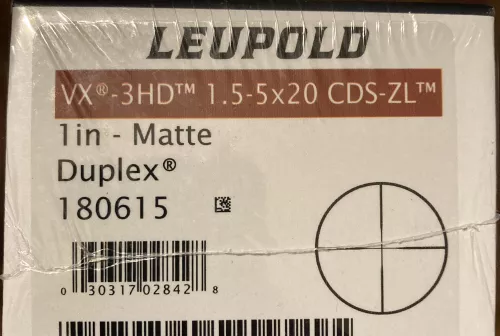 LEUPOLD
VX®-3HD™ 1.5-5x20 CDS-ZL™
1in - Matte
Duplex®
180615
0 30317 02842 8